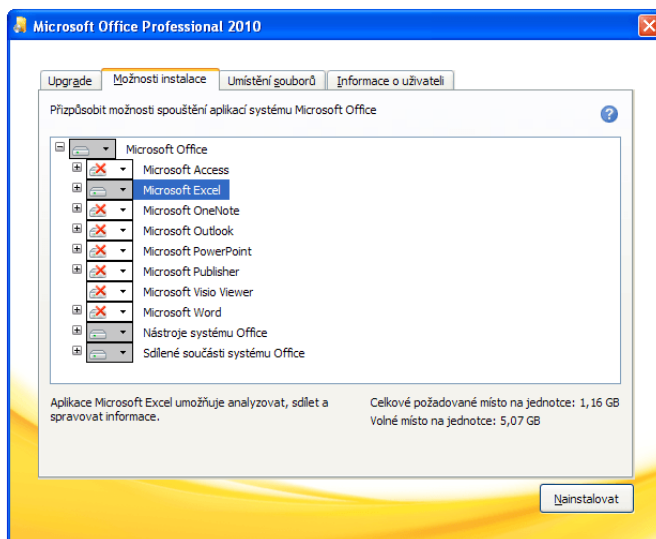 Microsoft Office Professional 2010
Upgrade Možnosti instalace Umístění souborů Informace o uživateli
Přizpůsobit možnosti spouštění aplikací systému Microsoft Office
Microsoft Office
Microsoft Access
Microsoft Excel
Microsoft OneNote
Microsoft Outlook
Microsoft PowerPoint
Microsoft Publisher
Microsoft Visio Viewer
Microsoft Word
Nástroje systému Office
Sdílené součásti systému Office
Aplikace Microsoft Excel umožňuje analyzovat, sdílet a
spravovat informace.
Celkové požadované místo na jednotce: 1,16 GB
Volné místo na jednotce: 5,07 GB
Nainstalovat